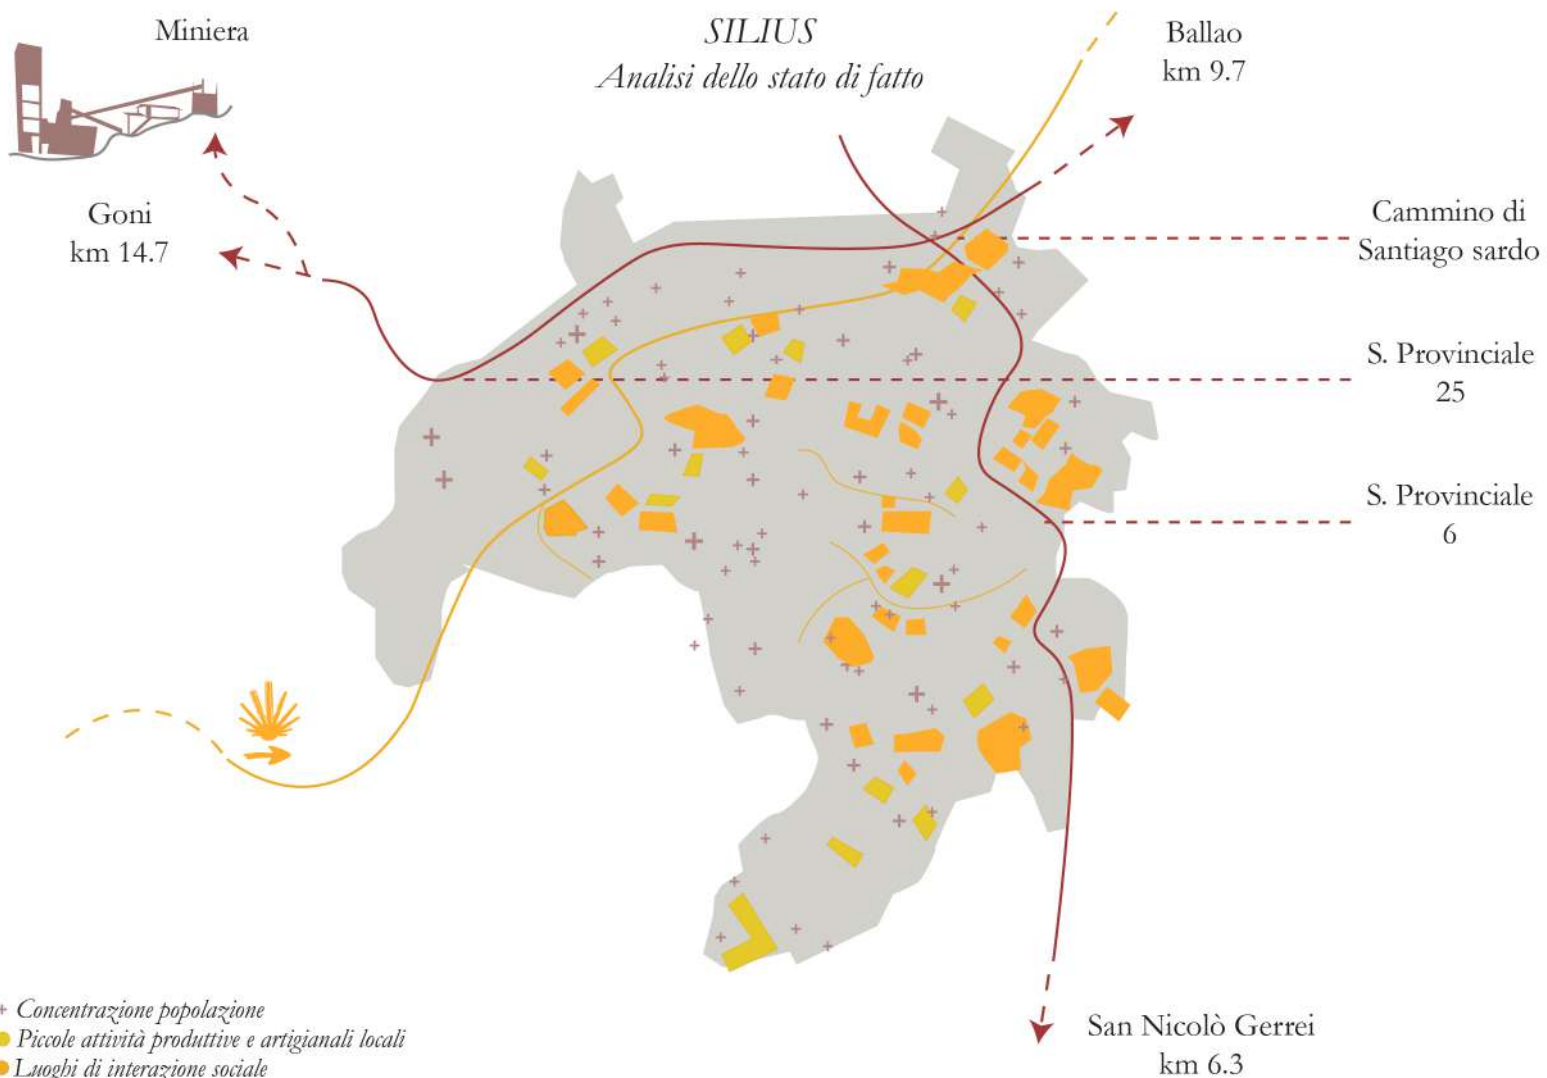 Miniera
SILIUS
Analisi dello stato di fatto
Ballao
km 9.7
Goni
km 14.7
Cammino di
Santiago sardo
S. Provinciale
25
S. Provinciale
6
San Nicolò Gerrei
km 6.3
Concentrazione popolazione
Piccole attività produttive e artigianali locali
Luoghi di interazione sociale